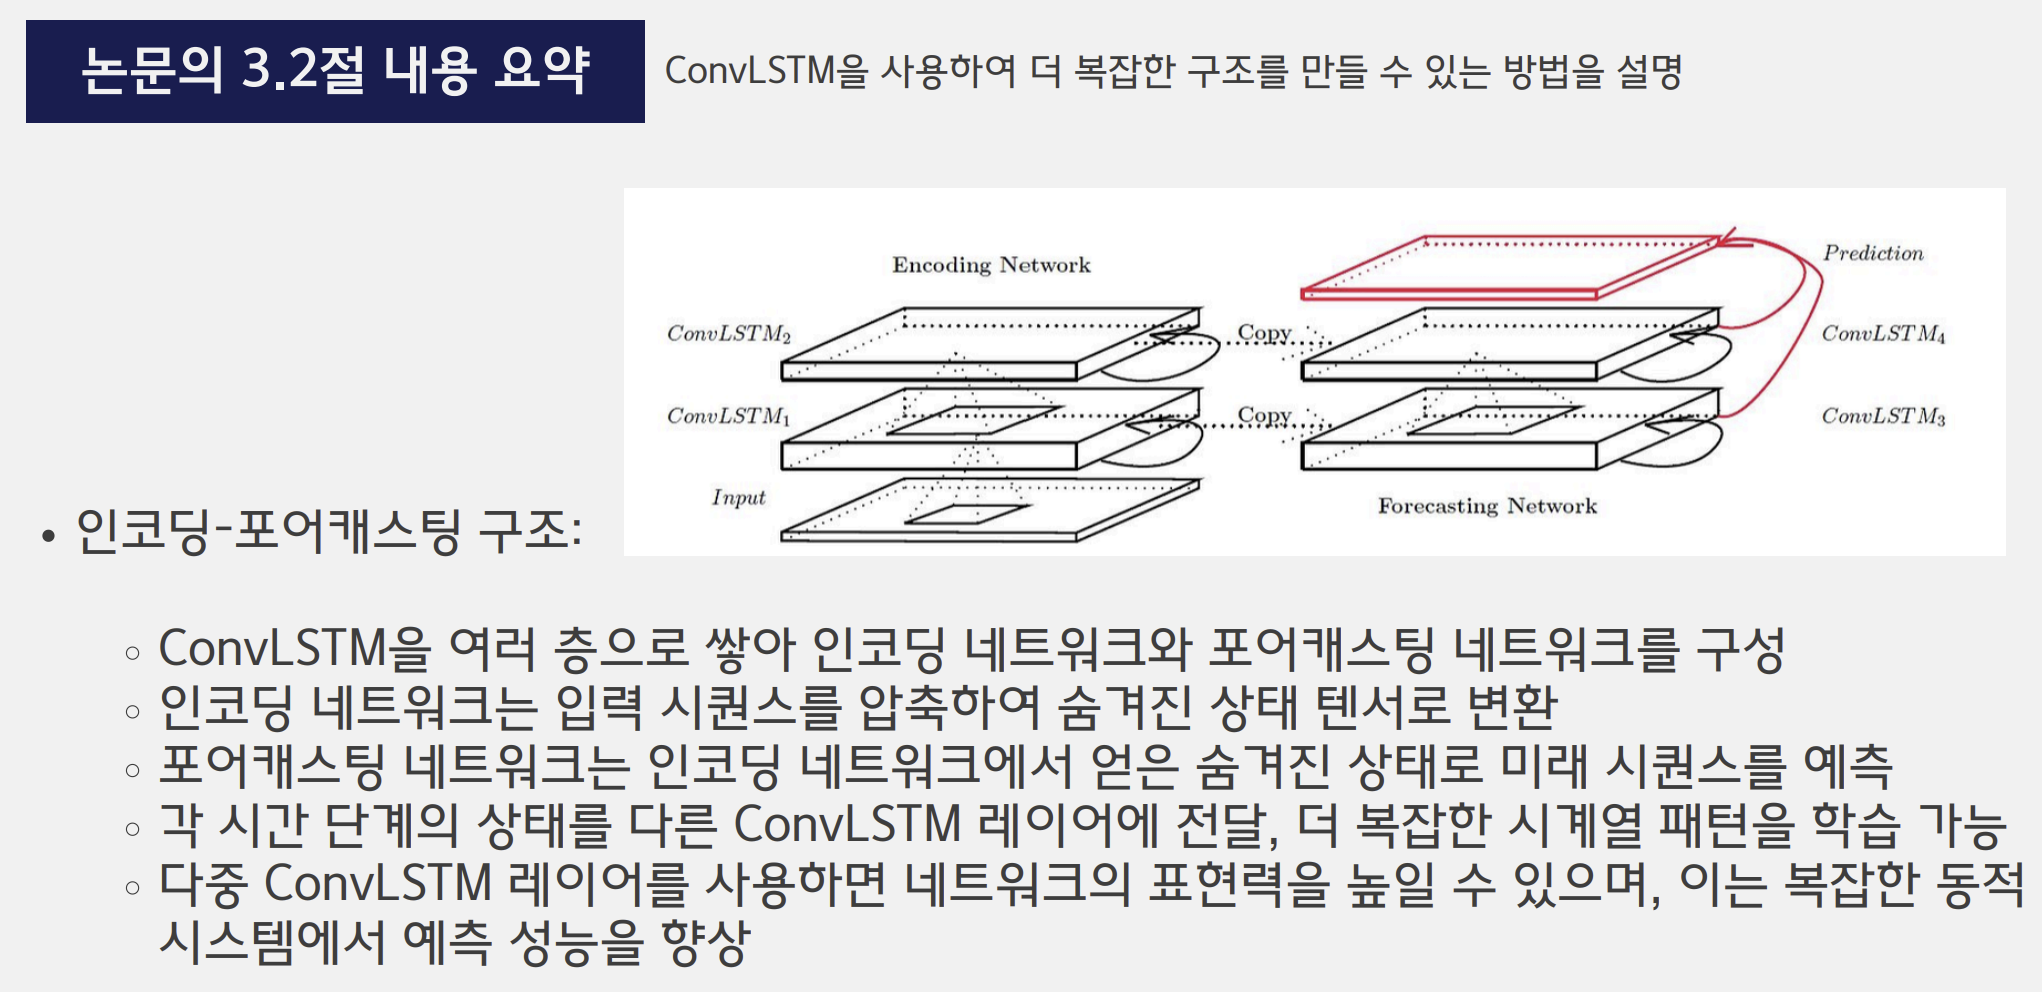 논문의 3.2절 내용 요약
ConvLSTM을 사용하여 더 복잡한 구조를 만들 수 있는 방법을 설명
Encoding Network
Prediction
ConvLSTM₂
Copy
ConvLSTM₄
ConvLSTM₁
Copy
ConvLSTM₃
Input
Forecasting Network
• 인코딩-포어캐스팅 구조:
◦ ConvLSTM을 여러 층으로 쌓아 인코딩 네트워크와 포어캐스팅 네트워크를 구성
◦ 인코딩 네트워크는 입력 시퀀스를 압축하여 숨겨진 상태 텐서로 변환
◦ 포어캐스팅 네트워크는 인코딩 네트워크에서 얻은 숨겨진 상태로 미래 시퀀스를 예측
◦ 각 시간 단계의 상태를 다른 ConvLSTM 레이어에 전달, 더 복잡한 시계열 패턴을 학습 가능
◦ 다중 ConvLSTM 레이어를 사용하면 네트워크의 표현력을 높일 수 있으며, 이는 복잡한 동적
시스템에서 예측 성능을 향상